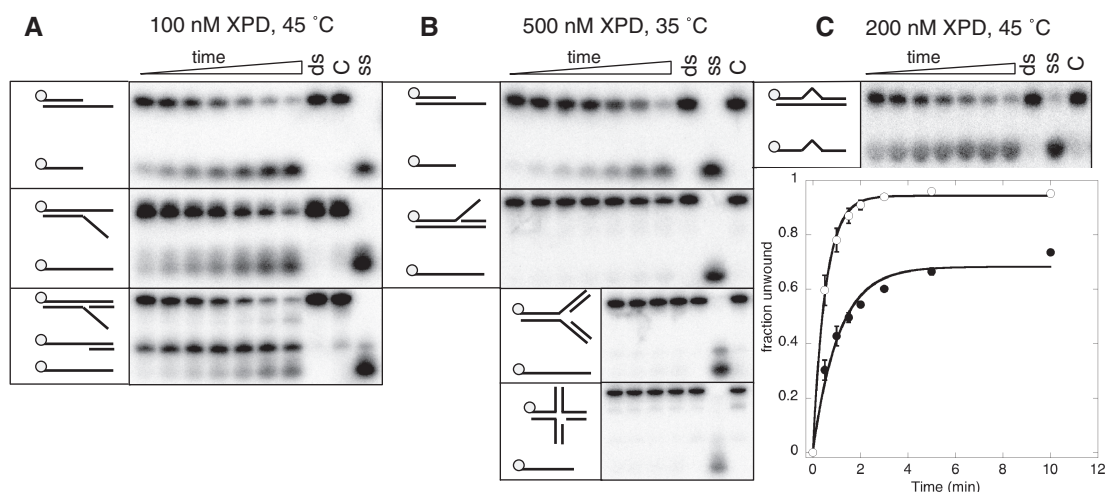 A 100 nM XPD, 45 °C
time ds C ss
B 500 nM XPD, 35 °C
time ds ss C
C 200 nM XPD, 45 °C
time ds ss C
fraction unwound
1
0.8
0.6
0.4
0.2
0
0 2 4 6 8 10 12
Time (min)